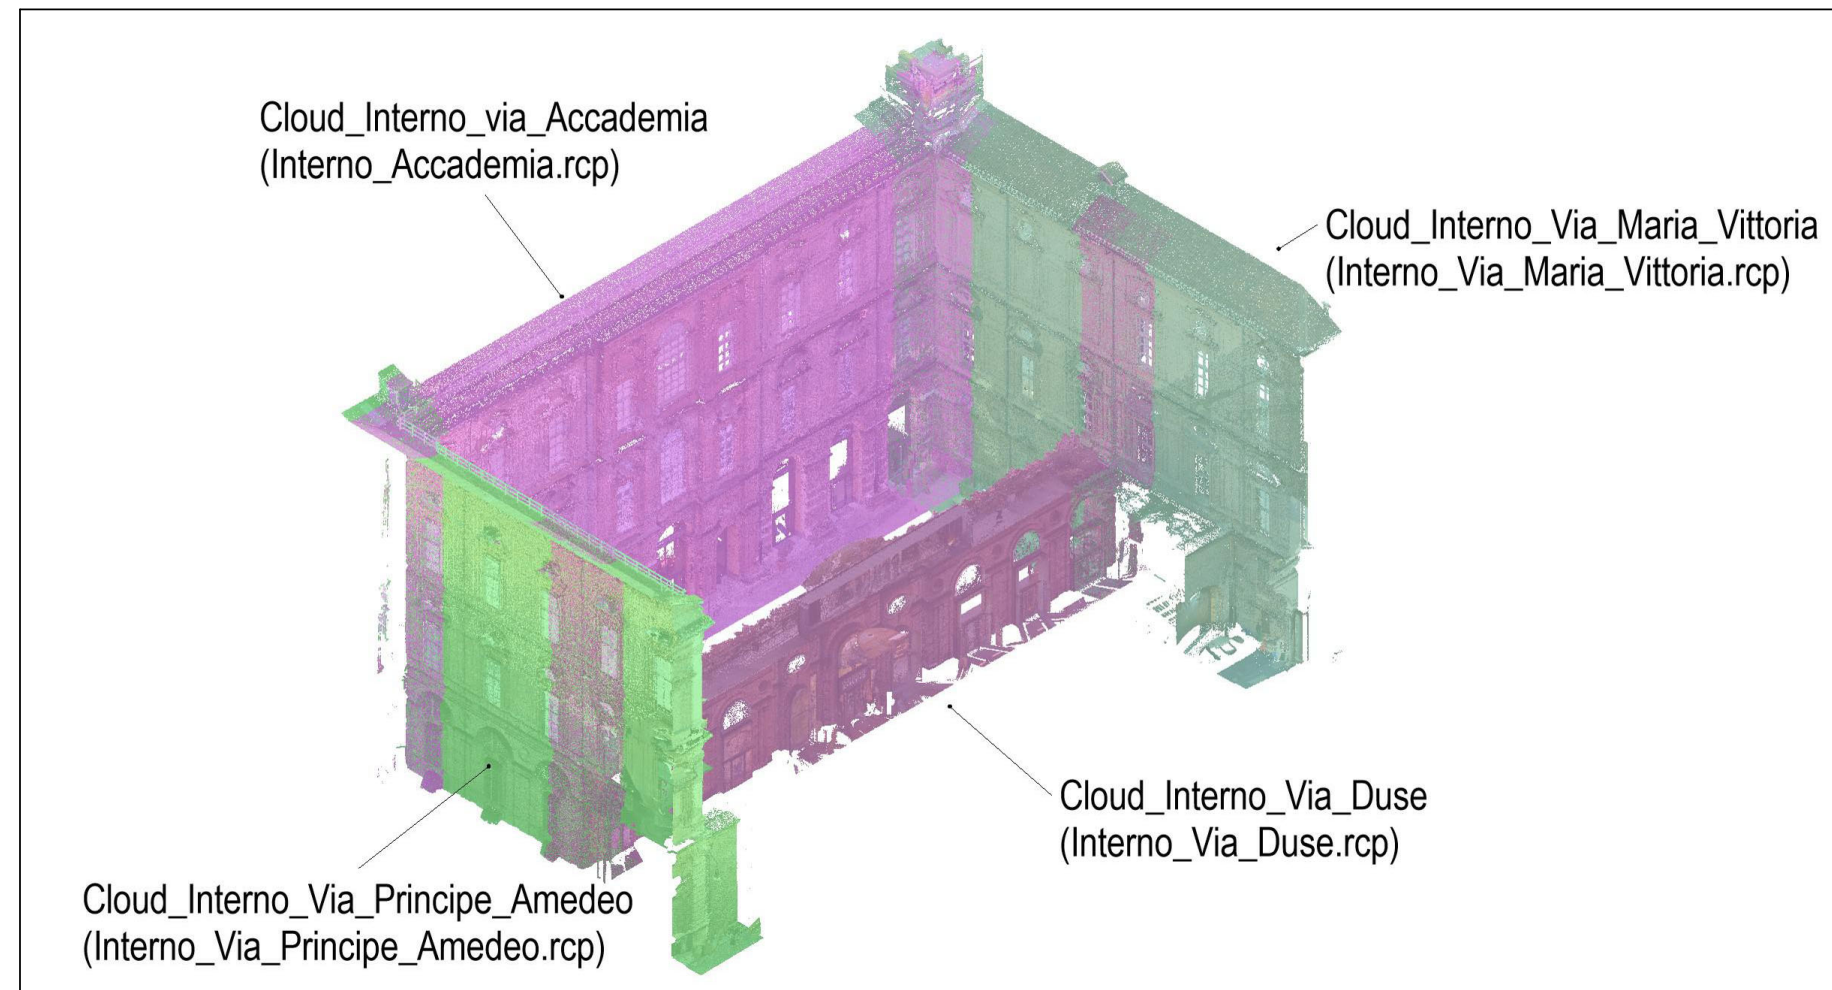 Cloud_Interno_via_Accademia
(Interno_Accademia.rcp)
Cloud_Interno_Via_Maria_Vittoria
(Interno_Via_Maria_Vittoria.rcp)
Cloud_Interno_Via_Duse
(Interno_Via_Duse.rcp)
Cloud_Interno_Via_Principe_Amedeo
(Interno_Via_Principe_Amedeo.rcp)